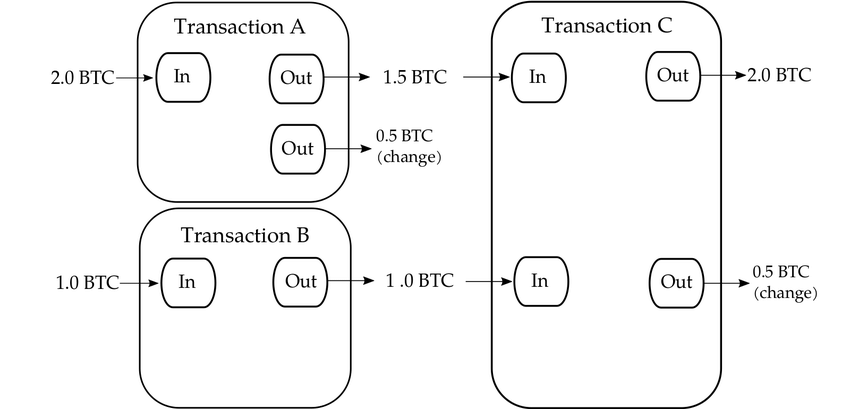 Transaction A
2.0 BTC
In
Out
1.5 BTC
Out
0.5 BTC
(change)
Transaction B
1.0 BTC
In
Out
1 .0 BTC
Transaction C
In
Out
2.0 BTC
In
Out
0.5 BTC
(change)